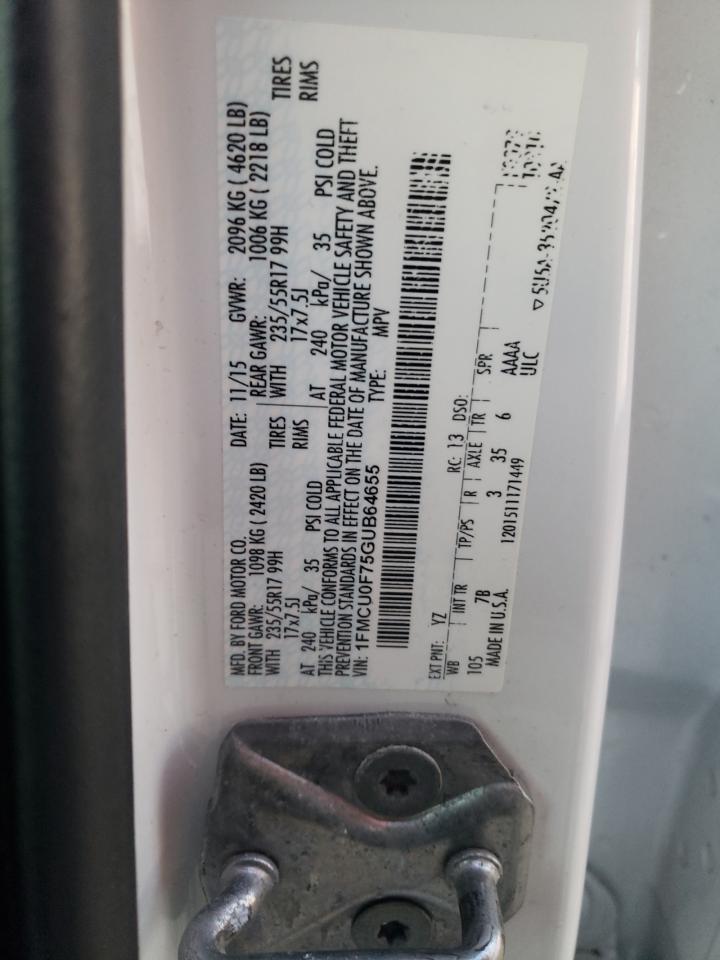 MFD. BY FORD MOTOR CO. DATE: 11/15 GVWR: 2096 KG ( 4620 LB)
FRONT GAWR: 1098 KG ( 2420 LB) REAR GAWR: 1006 KG ( 2218 LB)
WITH 235/55R17 99H TIRES WITH 235/55R17 99H TIRES
17x7.5J RIMS 17x7.5J RIMS
AT 240 kPa/ 35 PSI COLD AT 240 kPa/ 35 PSI COLD
THIS VEHICLE CONFORMS TO ALL APPLICABLE FEDERAL MOTOR VEHICLE SAFETY AND THEFT
PREVENTION STANDARDS IN EFFECT ON THE DATE OF MANUFACTURE SHOWN ABOVE.
VIN: 1FMCU0F75GUB64655 TYPE: MPV
EXT PNT: YZ RC: 13 DSO:
WB INT TR TP/PS R AXLE TR SPR
105 7B 3 35 6 AAAA
MADE IN U.S.A. 1201511171449 ULC